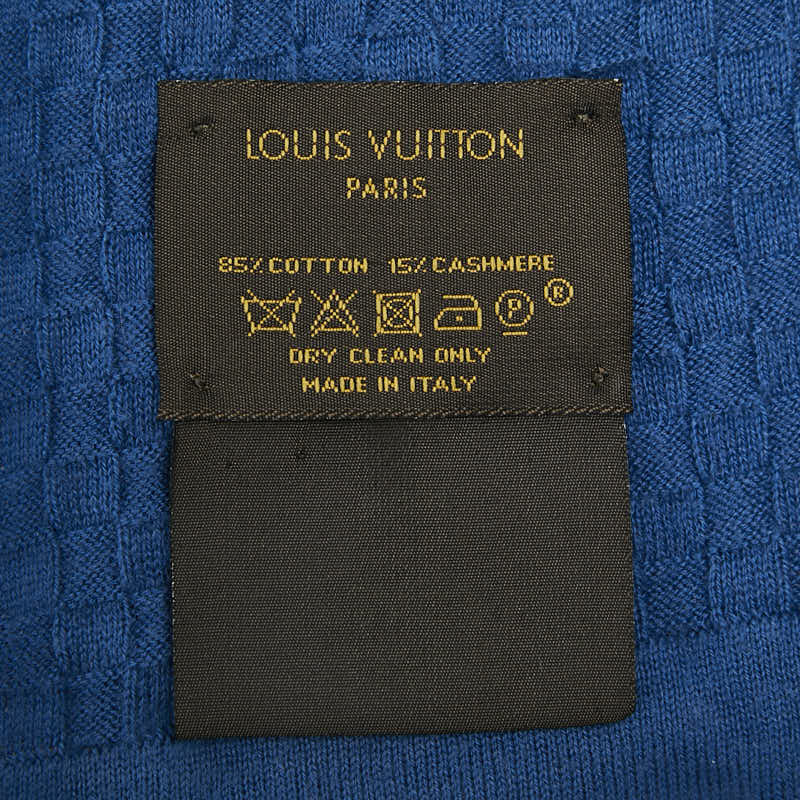 LOUIS VUITTON
PARIS
85% COTTON 15% CASHMERE
P ®
DRY CLEAN ONLY
MADE IN ITALY